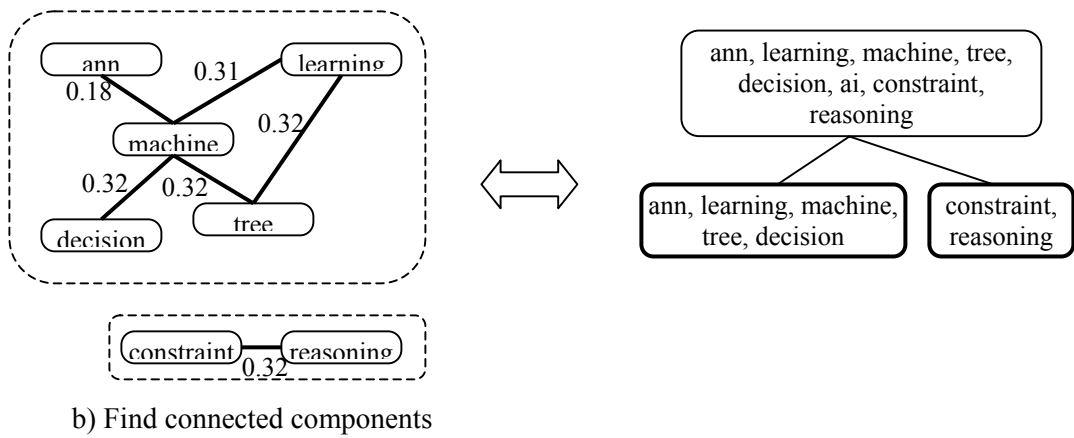 ann
learning
0.18
0.31
machine
0.32
0.32
0.32
decision
tree
constraint
reasoning
0.32
ann, learning, machine, tree,
decision, ai, constraint,
reasoning
ann, learning, machine,
tree, decision
constraint,
reasoning
b) Find connected components